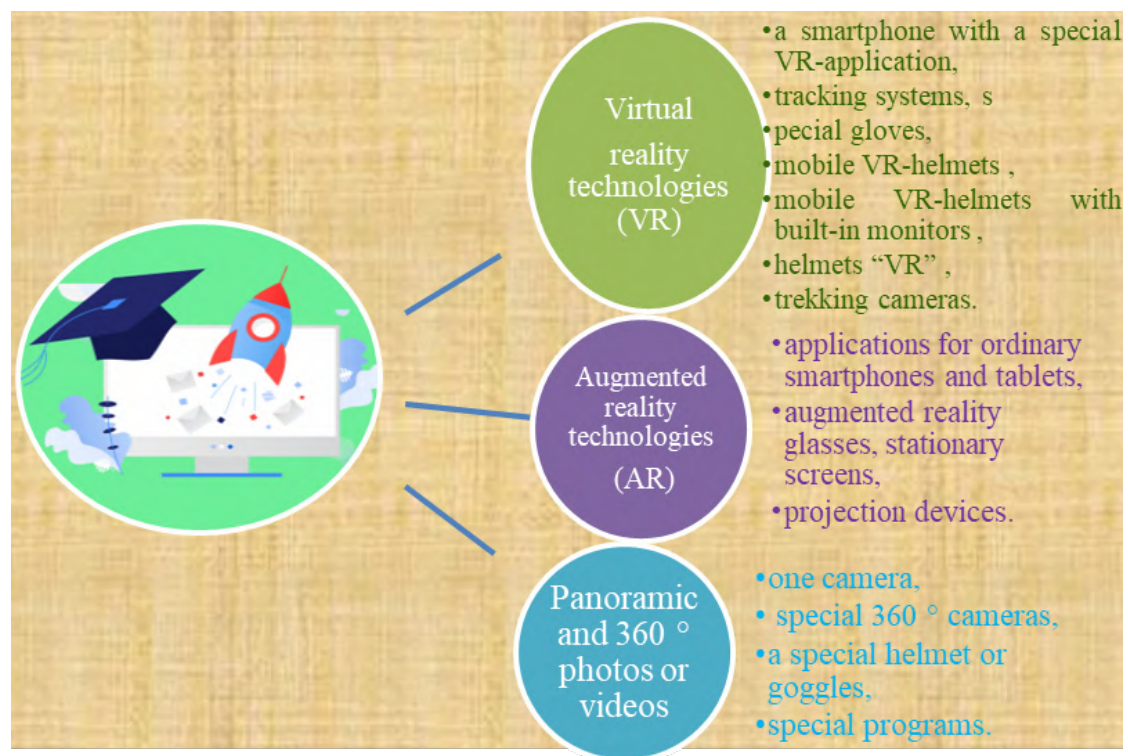 Virtual
reality
technologies
(VR)
•a smartphone with a special
VR-application,
•tracking systems, s
•pecial gloves,
•mobile VR-helmets ,
•mobile VR-helmets with
built-in monitors ,
•helmets “VR” ,
•trekking cameras.
Augmented
reality
technologies
(AR)
•applications for ordinary
smartphones and tablets,
•augmented reality
glasses, stationary
screens,
•projection devices.
Panoramic
and 360 °
photos or
videos
•one camera,
• special 360 ° cameras,
•a special helmet or
goggles,
•special programs.